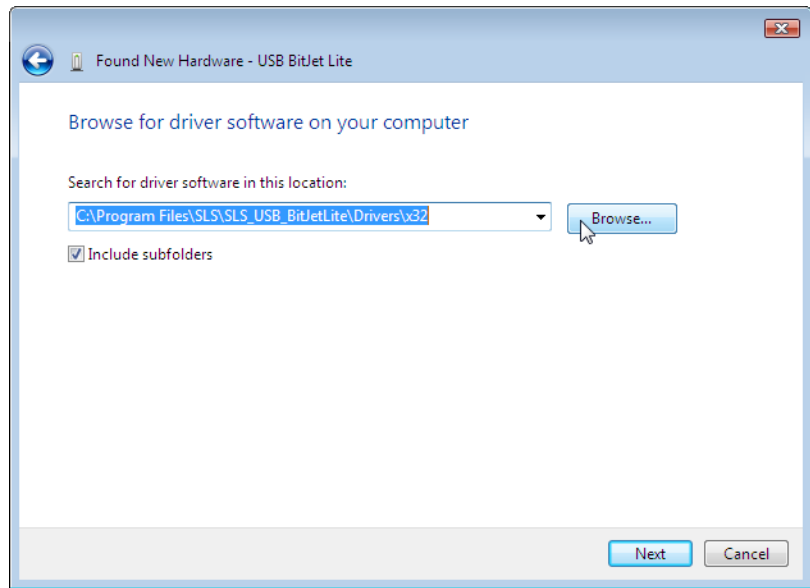 Found New Hardware - USB BitJet Lite
Browse for driver software on your computer
Search for driver software in this location:
C:\Program Files\SLS\SLS_USB_BitJetLite\Drivers\x32
Browse...
Include subfolders
Next
Cancel